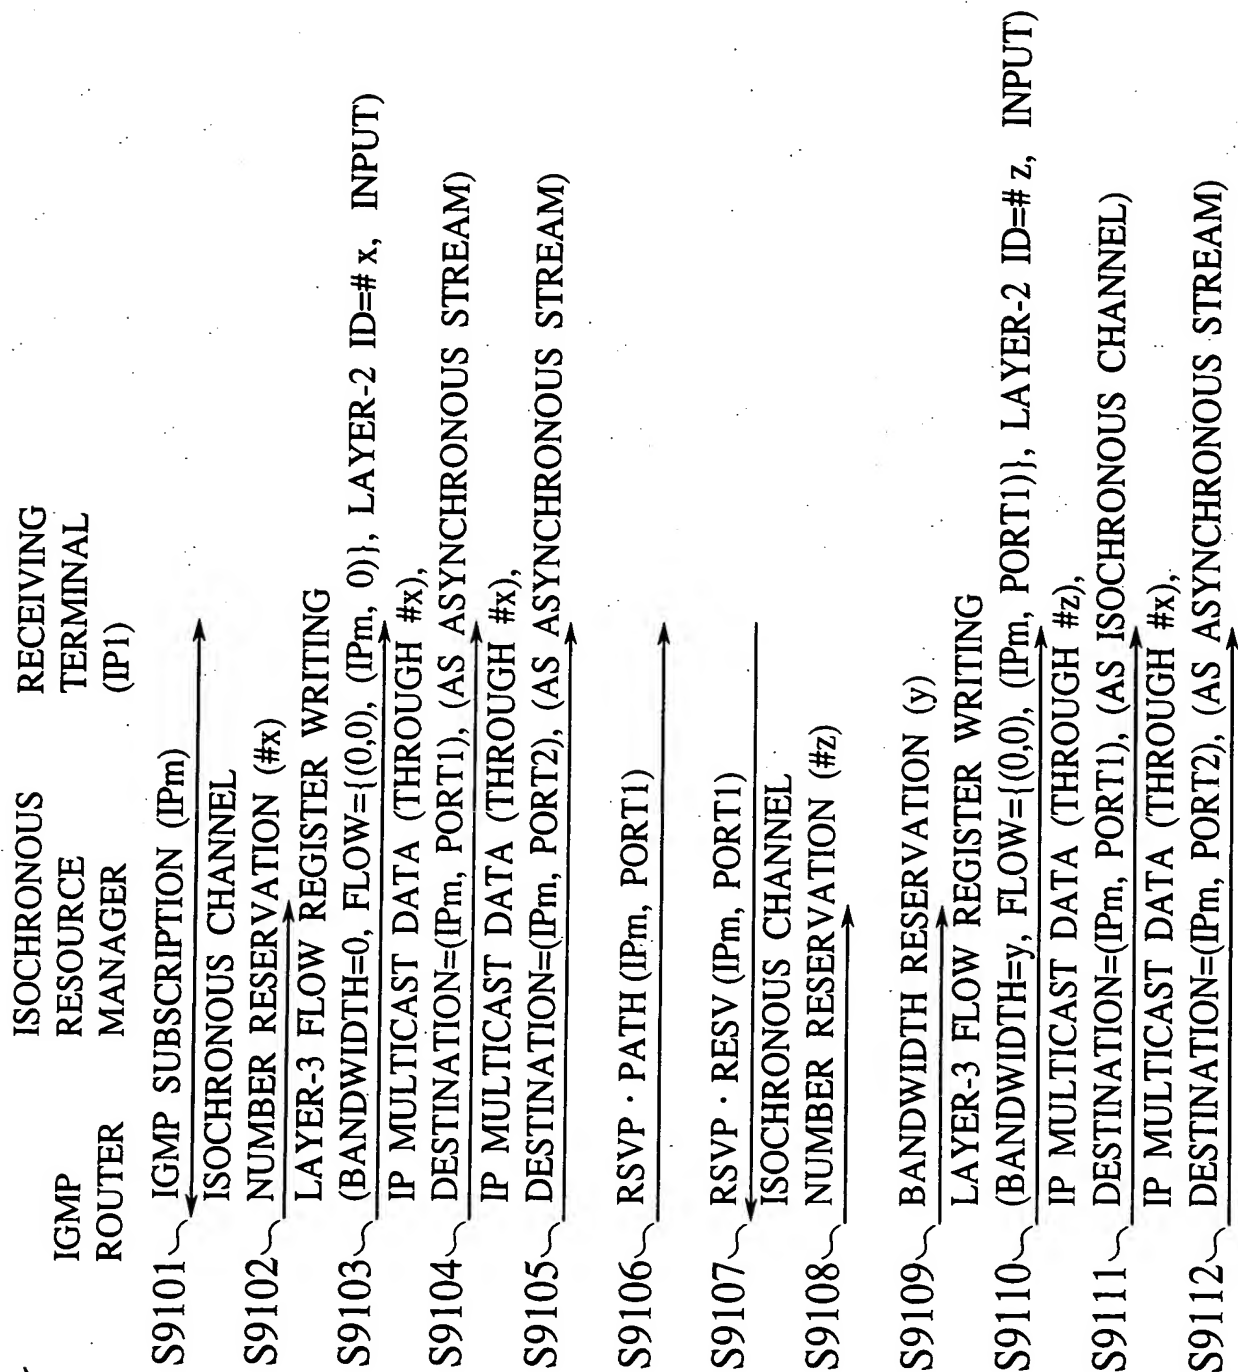 IGMP
ROUTER
ISOCHRONOUS
RESOURCE
MANAGER
RECEIVING
TERMINAL
(IP1)
S9101
IGMP SUBSCRIPTION (IPm)
S9102
ISOCHRONOUS CHANNEL
NUMBER RESERVATION (#x)
S9103
LAYER-3 FLOW REGISTER WRITING
(BANDWIDTH=0, FLOW={(0,0), (IPm, 0)}, LAYER-2 ID=# x, INPUT)
S9104
IP MULTICAST DATA (THROUGH #x),
DESTINATION=(IPm, PORT1), (AS ASYNCHRONOUS STREAM)
S9105
IP MULTICAST DATA (THROUGH #x),
DESTINATION=(IPm, PORT2), (AS ASYNCHRONOUS STREAM)
S9106
RSVP · PATH (IPm, PORT1)
S9107
RSVP · RESV (IPm, PORT1)
S9108
ISOCHRONOUS CHANNEL
NUMBER RESERVATION (#z)
S9109
BANDWIDTH RESERVATION (y)
S9110
LAYER-3 FLOW REGISTER WRITING
(BANDWIDTH=y, FLOW={(0,0), (IPm, PORT1)}, LAYER-2 ID=# z, INPUT)
S9111
IP MULTICAST DATA (THROUGH #z),
DESTINATION=(IPm, PORT1), (AS ISOCHRONOUS CHANNEL)
S9112
IP MULTICAST DATA (THROUGH #x),
DESTINATION=(IPm, PORT2), (AS ASYNCHRONOUS STREAM)